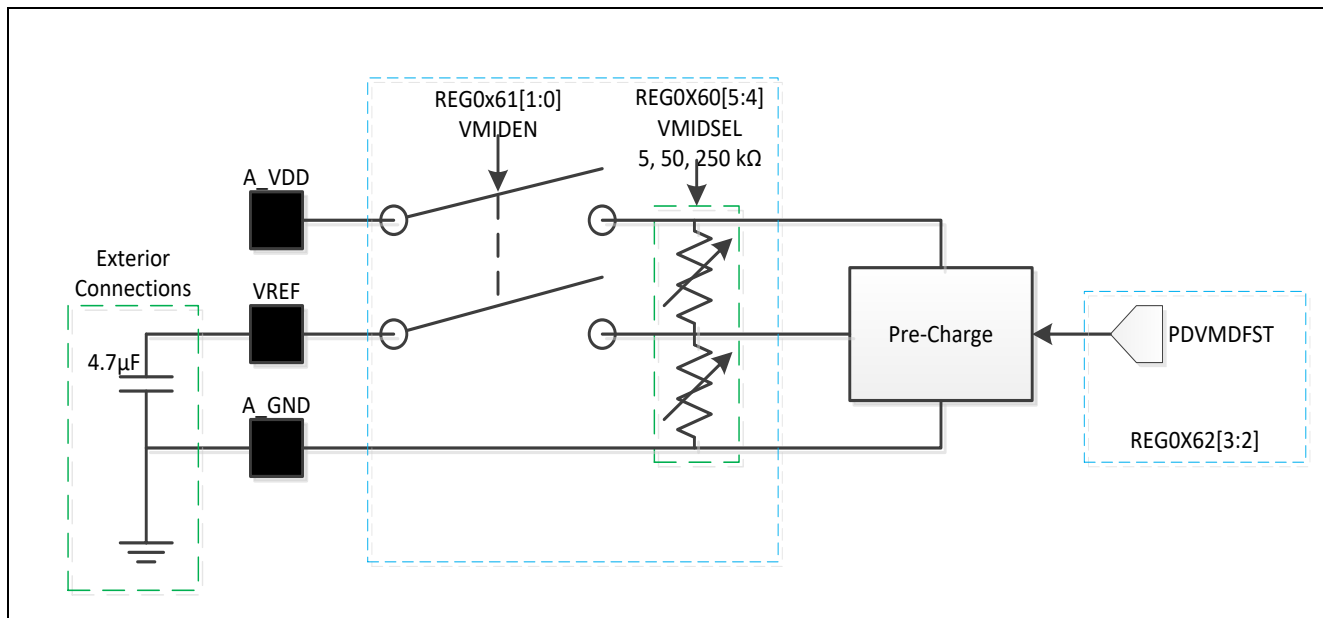 REG0x61[1:0]
VMIDEN
REG0X60[5:4]
VMIDSEL
5, 50, 250 kΩ
A_VDD
Exterior
Connections
VREF
4.7µF
A_GND
Pre-Charge
PDVMDFST
REG0X62[3:2]